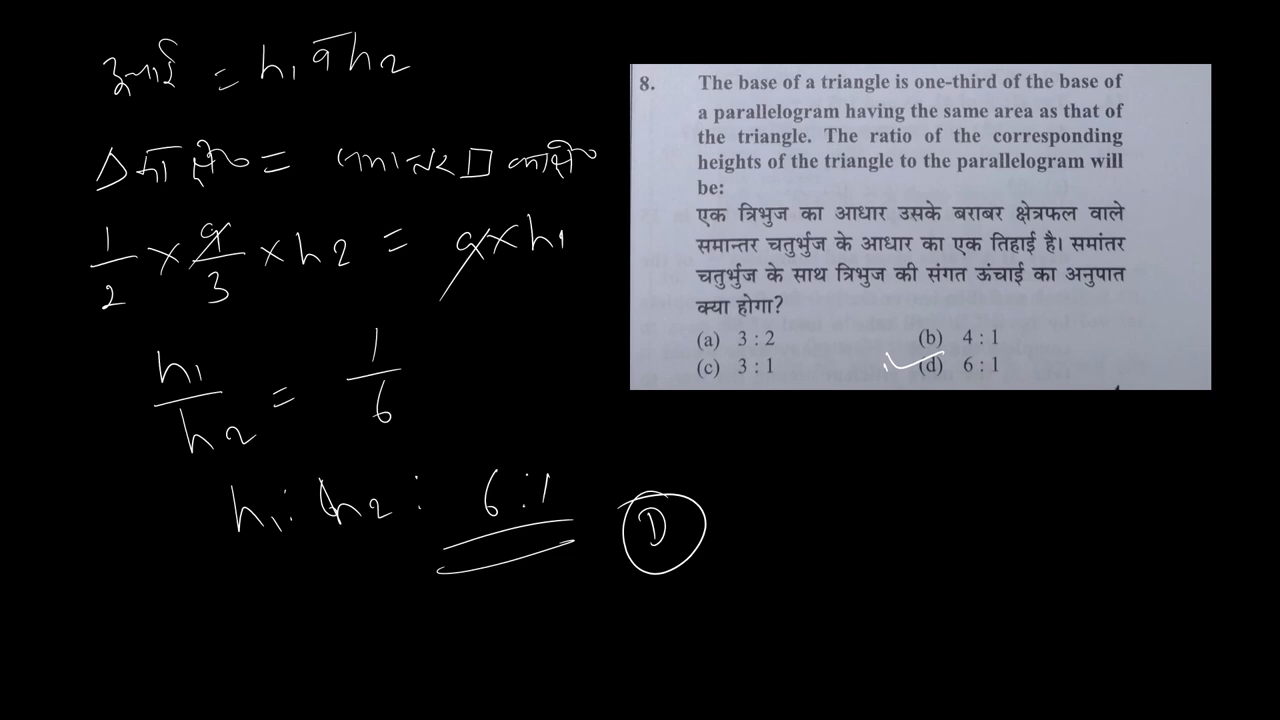 ऊंचाई = h₁ व h₂
△ का क्षे० = समान्तर □ का क्षे०
1/2 × a/3 × h2 = a × h₁
h₁/h₂ = 1/6
h₁ : h₂ : 6 : 1 D
8. The base of a triangle is one-third of the base of
a parallelogram having the same area as that of
the triangle. The ratio of the corresponding
heights of the triangle to the parallelogram will
be:
एक त्रिभुज का आधार उसके बराबर क्षेत्रफल वाले
समान्तर चतुर्भुज के आधार का एक तिहाई है। समांतर
चतुर्भुज के साथ त्रिभुज की संगत ऊंचाई का अनुपात
क्या होगा?
(a) 3 : 2 (b) 4 : 1
(c) 3 : 1 (d) 6 : 1